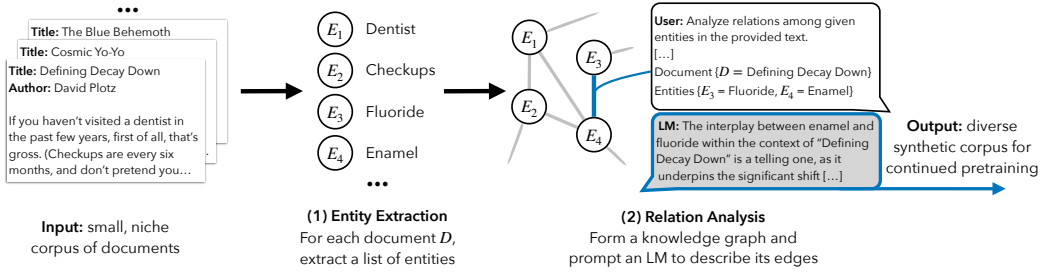 •••
Title: The Blue Behemoth
Title: Cosmic Yo-Yo
Title: Defining Decay Down
Author: David Plotz
If you haven't visited a dentist in
the past few years, first of all, that's
gross. (Checkups are every six
months, and don't pretend you…
Input: small, niche
corpus of documents
E1 Dentist
E2 Checkups
E3 Fluoride
E4 Enamel
•••
(1) Entity Extraction
For each document D,
extract a list of entities
E1
E3
E2
E4
User: Analyze relations among given
entities in the provided text.
[…]
Document {D = Defining Decay Down}
Entities {E3 = Fluoride, E4 = Enamel}
LM: The interplay between enamel and
fluoride within the context of “Defining
Decay Down” is a telling one, as it
underpins the significant shift […]
(2) Relation Analysis
Form a knowledge graph and
prompt an LM to describe its edges
Output: diverse
synthetic corpus for
continued pretraining